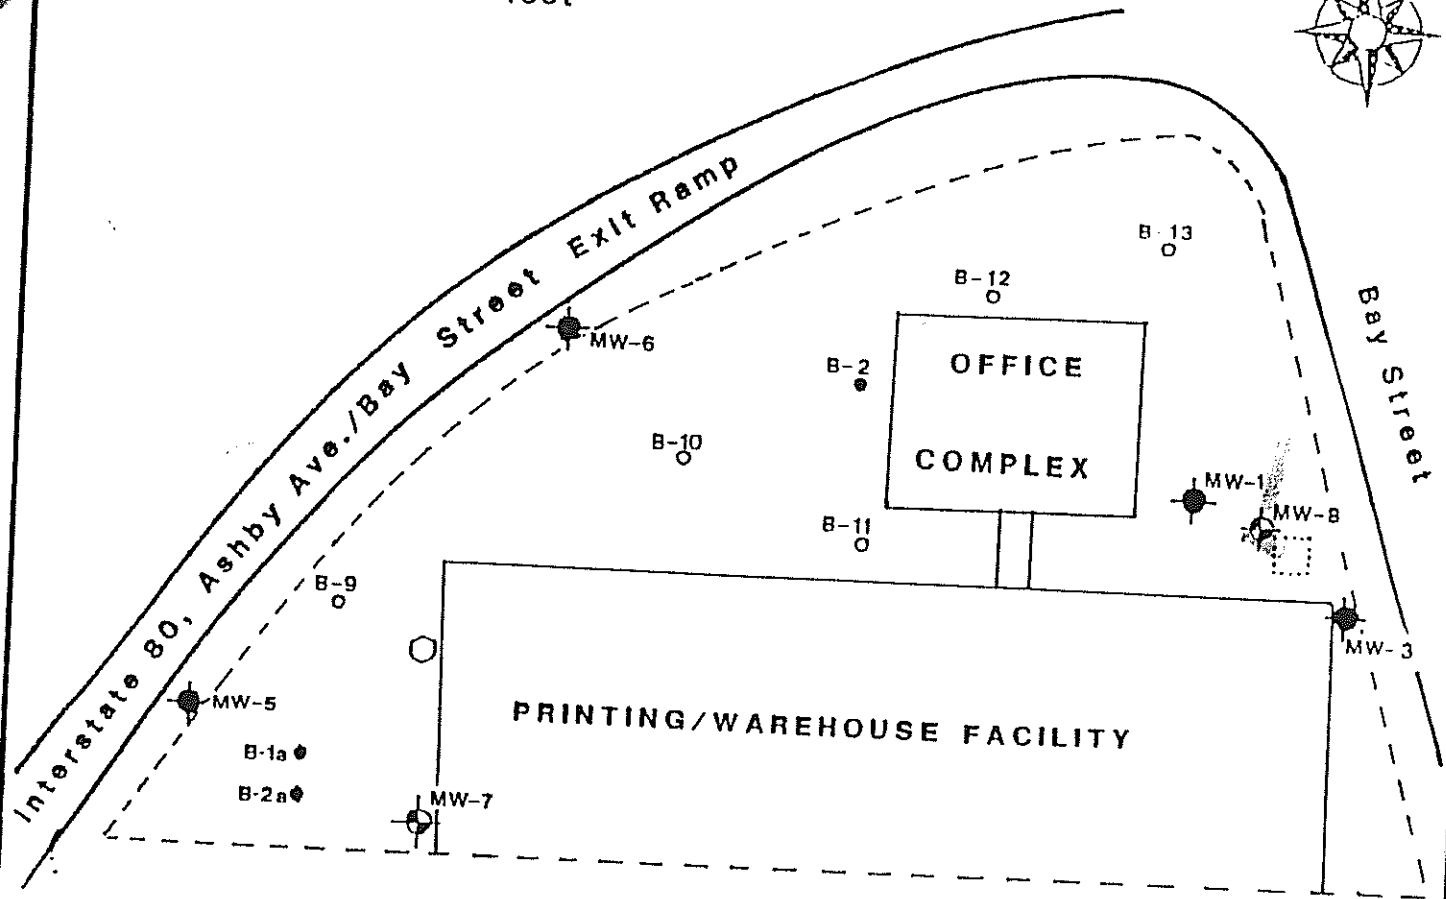 Interstate 80, Ashby Ave./Bay Street Exit Ramp
B-13
B-12
Bay Street
MW-6
B-2
OFFICE
COMPLEX
B-10
MW-1
MW-8
B-11
B-9
MW-3
MW-5
PRINTING/WAREHOUSE FACILITY
B-1a
B-2a
MW-7